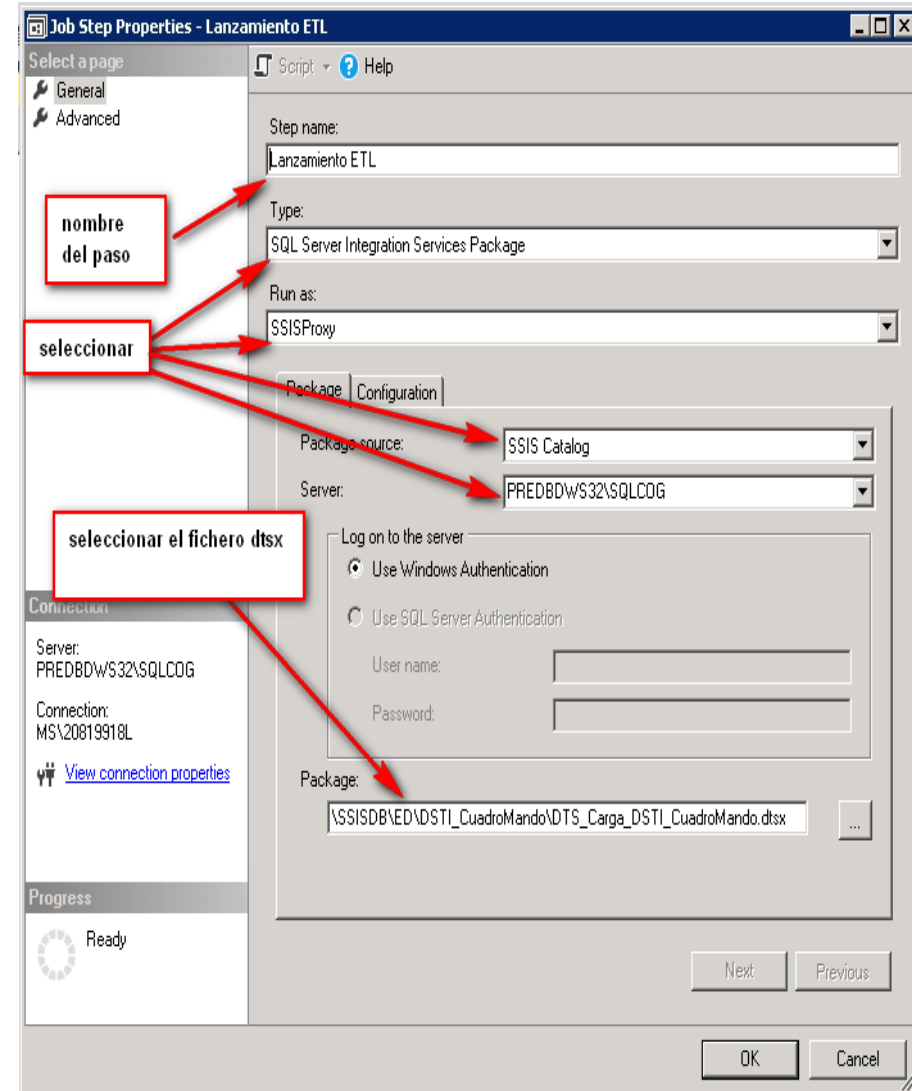 Job Step Properties - Lanzamiento ETL
Select a page
General
Advanced
Script
Help
Step name:
Lanzamiento ETL
nombre
del paso
Type:
SQL Server Integration Services Package
Run as:
SSISProxy
seleccionar
Package
Configuration
Package source:
SSIS Catalog
Server:
PREDBDWS32\SQLCOG
seleccionar el fichero dtsx
Log on to the server
Use Windows Authentication
Use SQL Server Authentication
User name:
Password:
Connection
Server:
PREDBDWS32\SQLCOG
Connection:
MS\20819918L
View connection properties
Package:
\SSISDB\ED\DSTI_CuadroMando\DTS_Carga_DSTI_CuadroMando.dtsx
...
Progress
Ready
Next
Previous
OK
Cancel